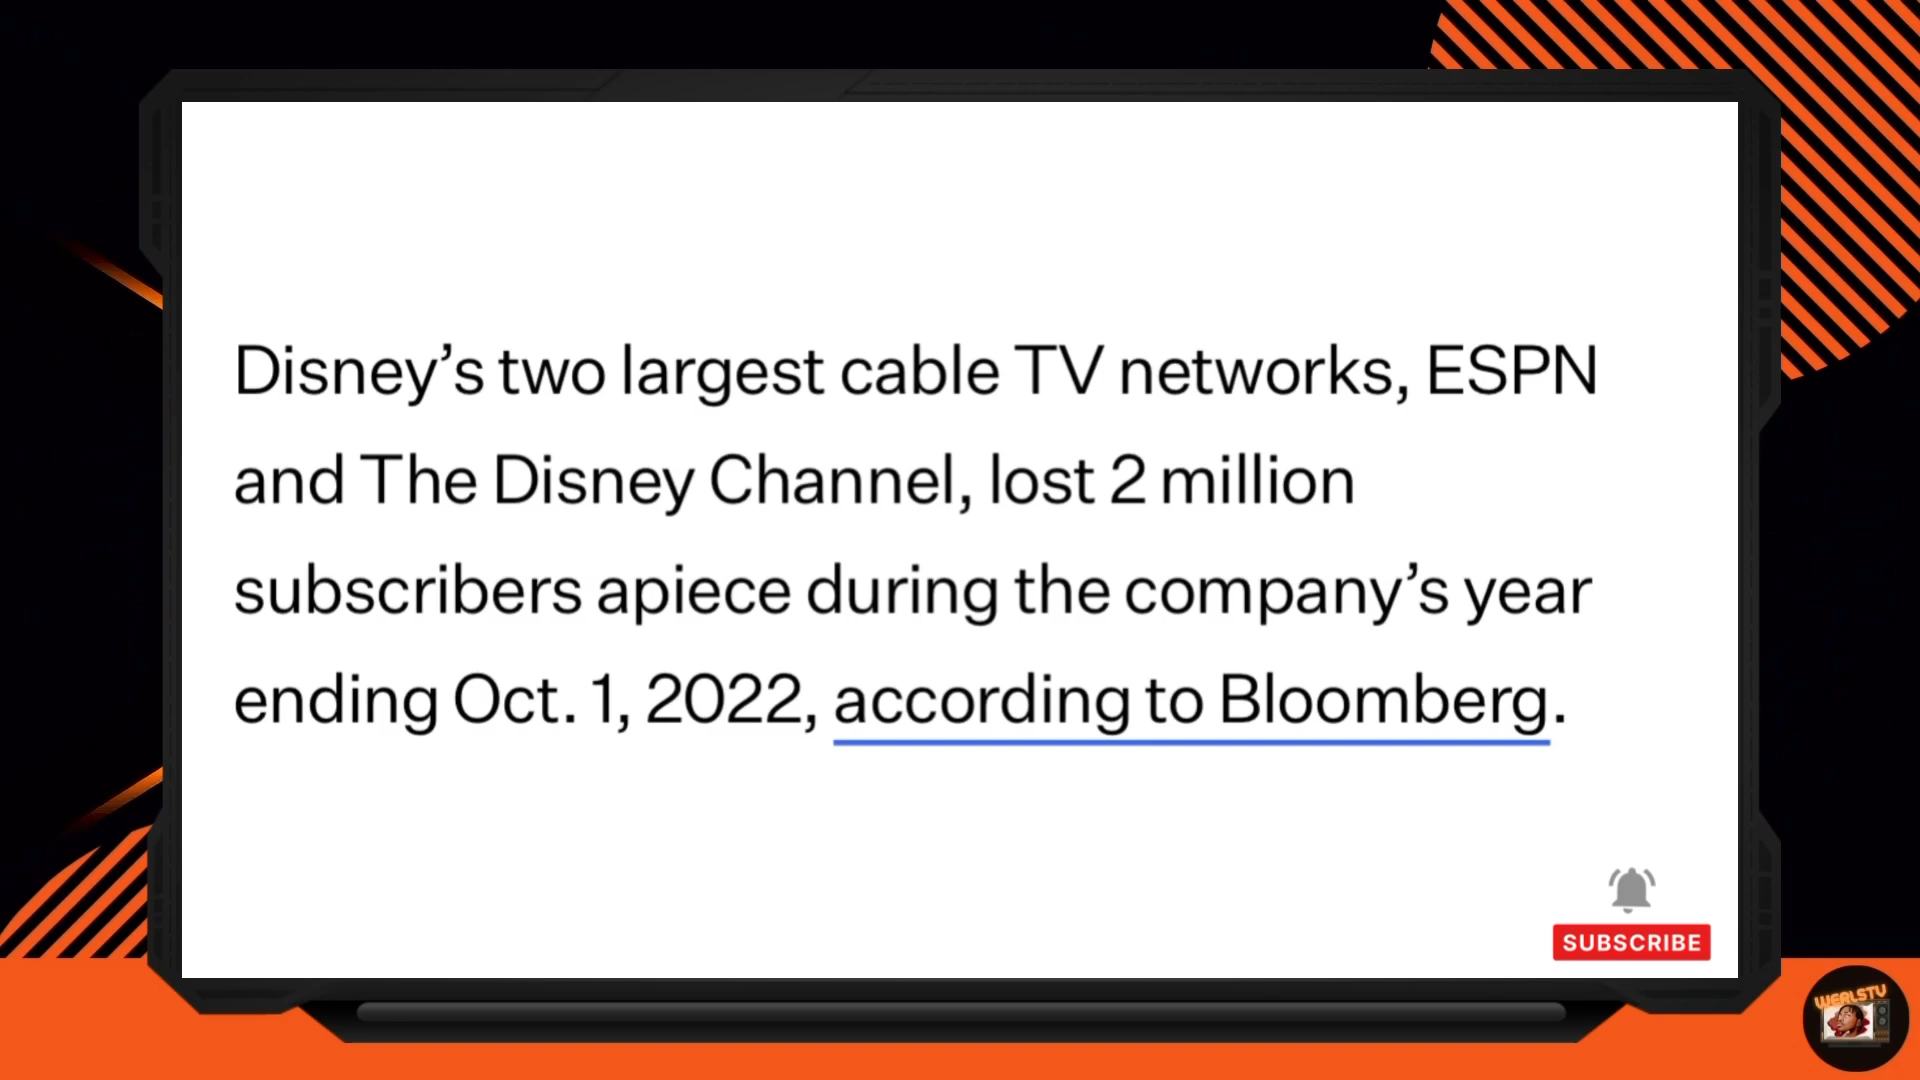 Disney’s two largest cable TV networks, ESPN
and The Disney Channel, lost 2 million
subscribers apiece during the company’s year
ending Oct. 1, 2022, according to Bloomberg.
SUBSCRIBE
WERLSTV